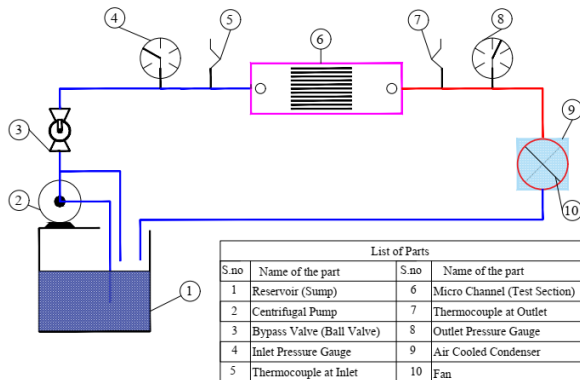 4
5
6
7
8
3
9
2
10
1
List of Parts
S.no Name of the part S.no Name of the part
1 Reservoir (Sump) 6 Micro Channel (Test Section)
2 Centrifugal Pump 7 Thermocouple at Outlet
3 Bypass Valve (Ball Valve) 8 Outlet Pressure Gauge
4 Inlet Pressure Gauge 9 Air Cooled Condenser
5 Thermocouple at Inlet 10 Fan